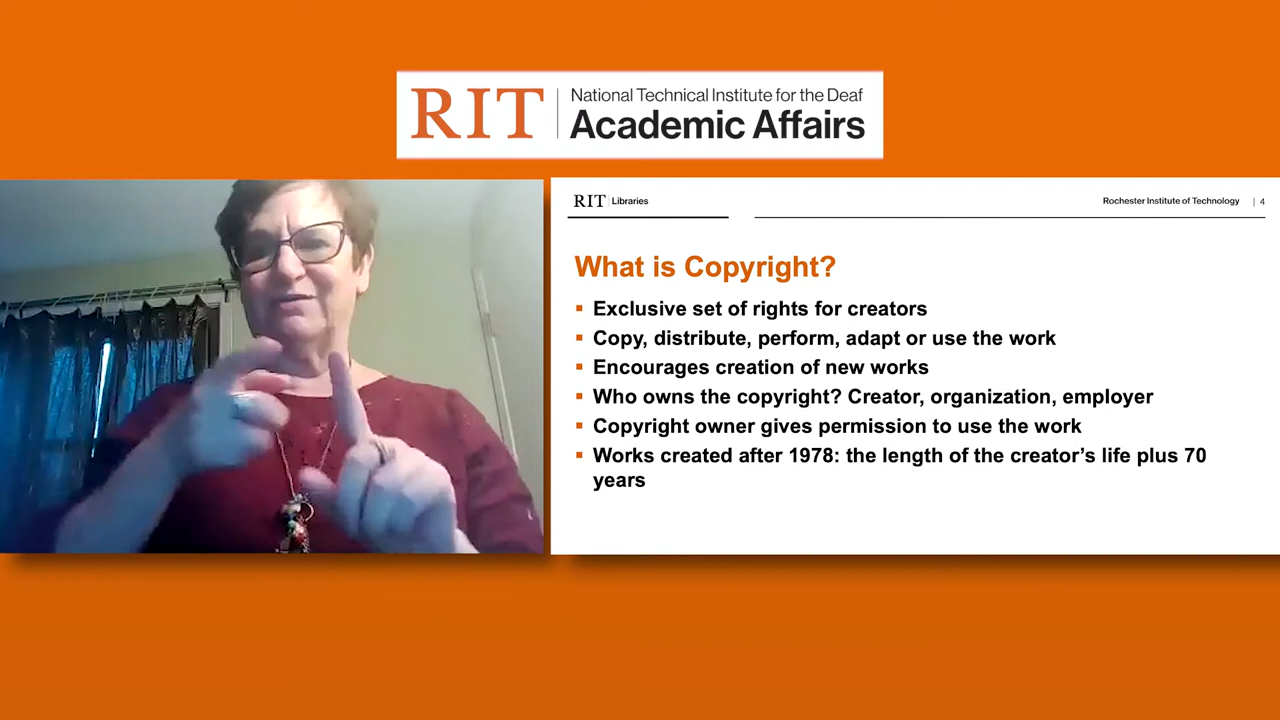 RIT | National Technical Institute for the Deaf
Academic Affairs
RIT | Libraries
Rochester Institute of Technology | 4
What is Copyright?
▪ Exclusive set of rights for creators
▪ Copy, distribute, perform, adapt or use the work
▪ Encourages creation of new works
▪ Who owns the copyright? Creator, organization, employer
▪ Copyright owner gives permission to use the work
▪ Works created after 1978: the length of the creator’s life plus 70
years